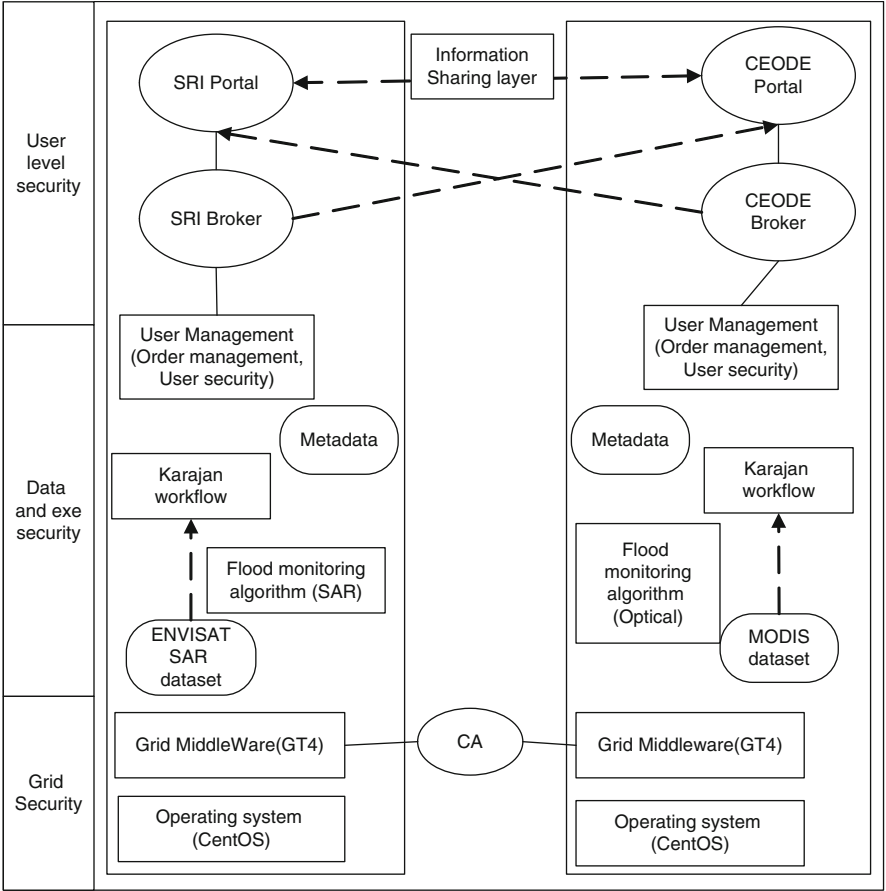 Information
Sharing layer
SRI Portal
CEODE
Portal
User
level
security
SRI Broker
CEODE
Broker
User Management
(Order management,
User security)
User Management
(Order management,
User security)
Metadata
Metadata
Data
and exe
security
Karajan
workflow
Karajan
workflow
Flood monitoring
algorithm (SAR)
Flood
monitoring
algorithm
(Optical)
ENVISAT
SAR
dataset
MODIS
dataset
Grid
Security
Grid MiddleWare(GT4)
CA
Grid Middleware(GT4)
Operating system
(CentOS)
Operating system
(CentOS)